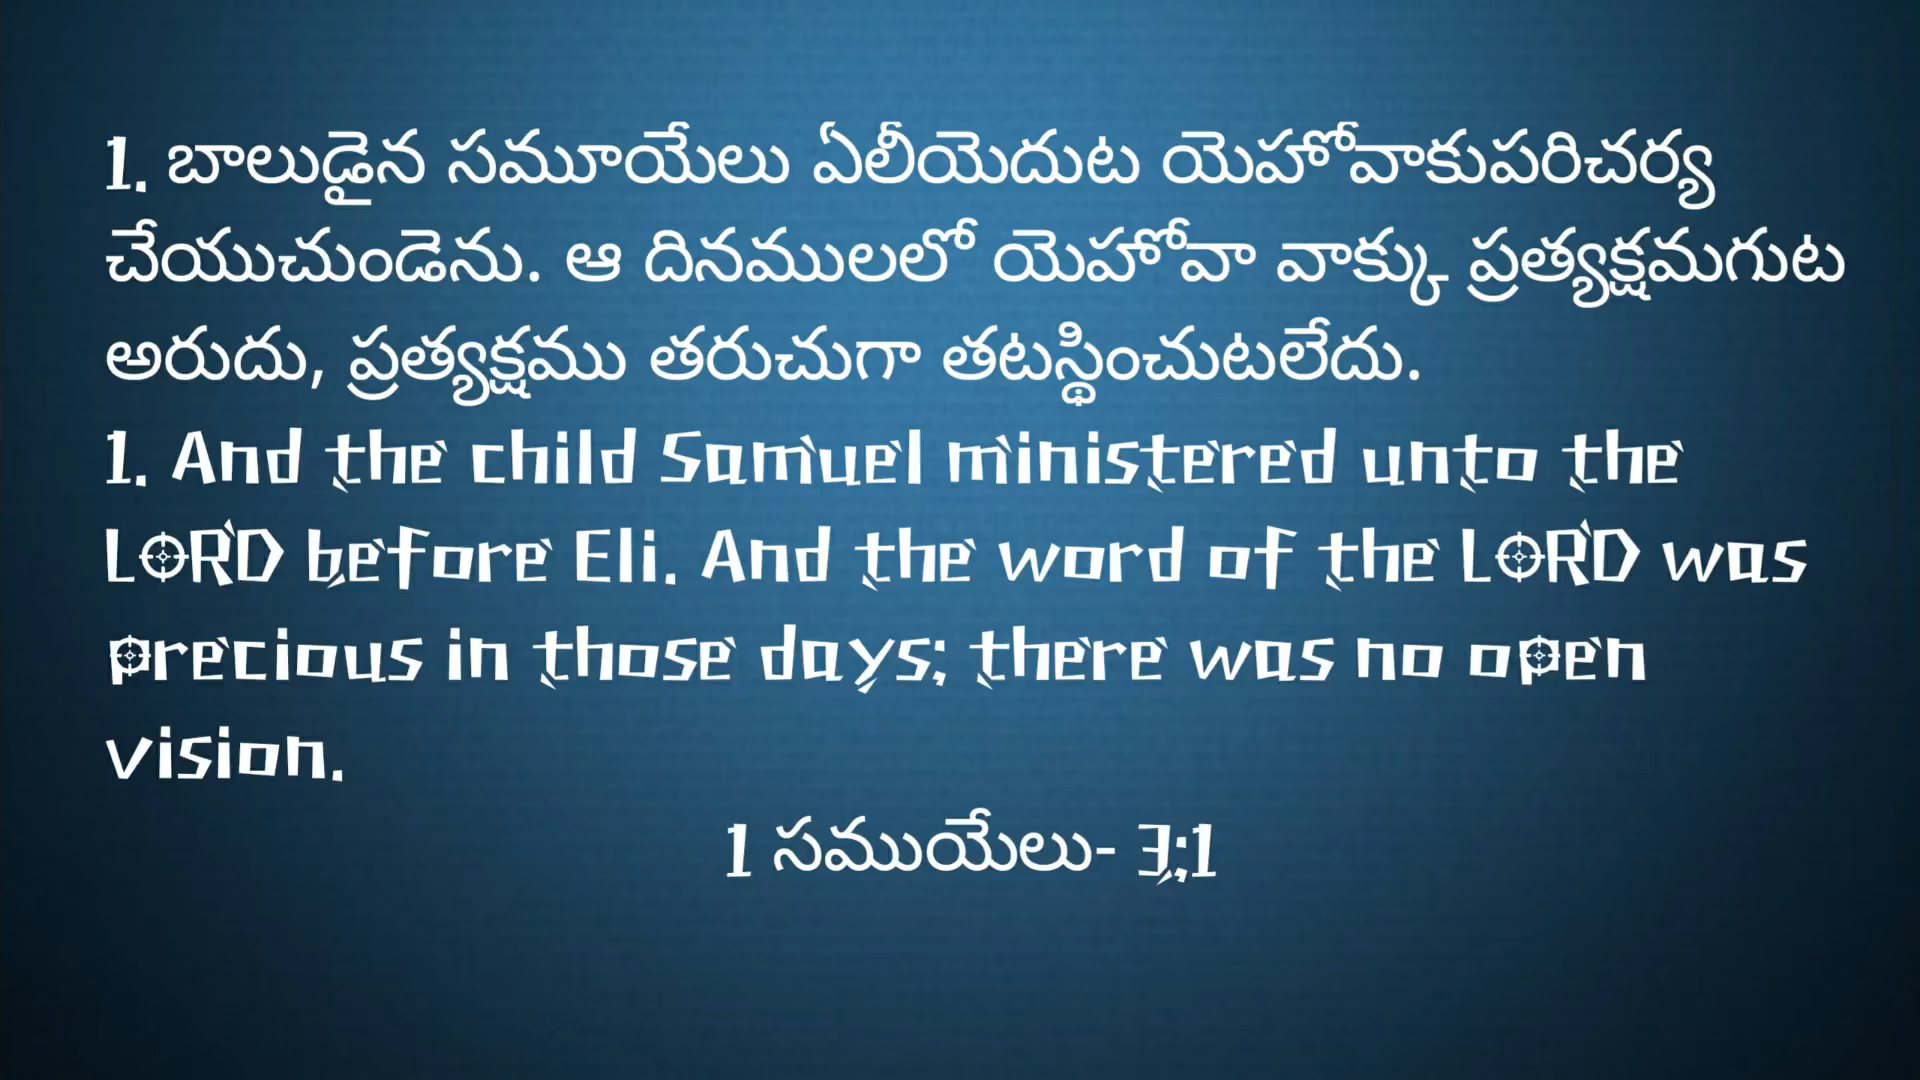 1. బాలుడైన సమూయేలు ఏలీయెదుట యెహోవాకుపరిచర్య
చేయుచుండెను. ఆ దినములలో యెహోవా వాక్కు ప్రత్యక్షమగుట
అరుదు, ప్రత్యక్షము తరుచుగా తటస్థించుటలేదు.
1. And the child Samuel ministered unto the
LORD before Eli. And the word of the LORD was
precious in those days; there was no open
vision.
1 సముయేలు- 3;1